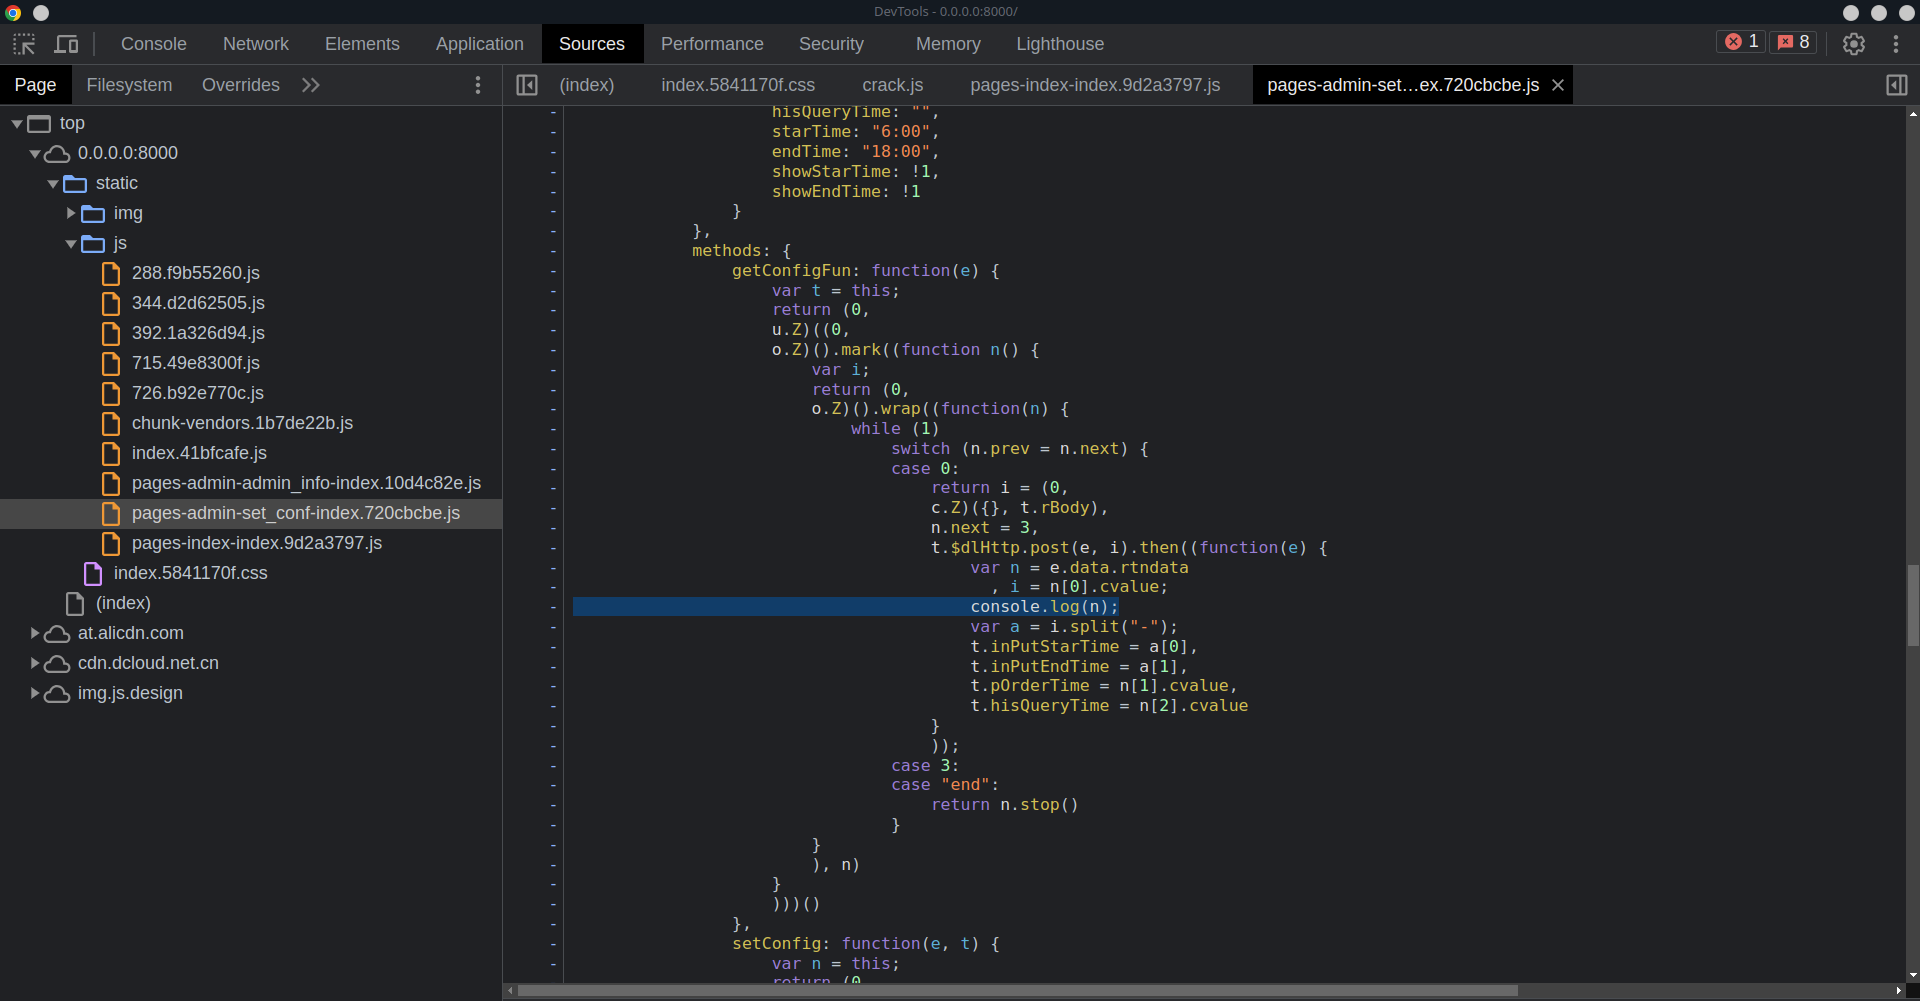 DevTools - 0.0.0.0:8000/
Console Network Elements Application Sources Performance Security Memory Lighthouse 1 8
Page Filesystem Overrides
(index) index.5841170f.css crack.js pages-index-index.9d2a3797.js pages-admin-set…ex.720cbcbe.js
top
0.0.0.0:8000
static
img
js
288.f9b55260.js
344.d2d62505.js
392.1a326d94.js
715.49e8300f.js
726.b92e770c.js
chunk-vendors.1b7de22b.js
index.41bfcafe.js
pages-admin-admin_info-index.10d4c82e.js
pages-admin-set_conf-index.720cbcbe.js
pages-index-index.9d2a3797.js
index.5841170f.css
(index)
at.alicdn.com
cdn.dcloud.net.cn
img.js.design
- hisQueryTime: "",
- starTime: "6:00",
- endTime: "18:00",
- showStarTime: !1,
- showEndTime: !1
- }
- },
- methods: {
- getConfigFun: function(e) {
- var t = this;
- return (0,
- u.Z)((0,
- o.Z)().mark((function n() {
- var i;
- return (0,
- o.Z)().wrap((function(n) {
- while (1)
- switch (n.prev = n.next) {
- case 0:
- return i = (0,
- c.Z)({}, t.rBody),
- n.next = 3,
- t.$dlHttp.post(e, i).then((function(e) {
- var n = e.data.rtndata
- , i = n[0].cvalue;
- console.log(n);
- var a = i.split("-");
- t.inPutStarTime = a[0],
- t.inPutEndTime = a[1],
- t.pOrderTime = n[1].cvalue,
- t.hisQueryTime = n[2].cvalue
- }
- ));
- case 3:
- case "end":
- return n.stop()
- }
- }
- ), n)
- }
- )))()
- },
- setConfig: function(e, t) {
- var n = this;
return (0